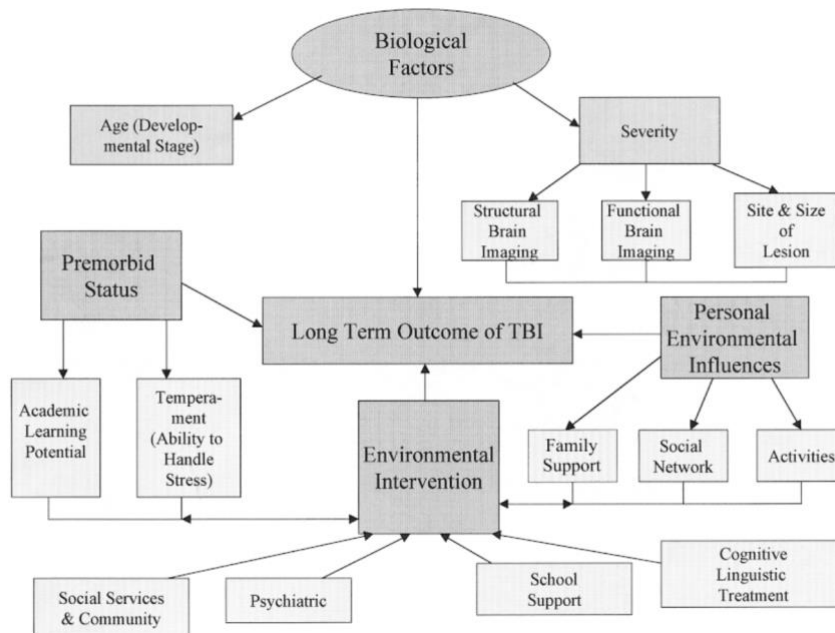 Biological
Factors
Age (Develop-
mental Stage)
Severity
Structural
Brain
Imaging
Functional
Brain
Imaging
Site & Size
of
Lesion
Premorbid
Status
Long Term Outcome of TBI
Personal
Environmental
Influences
Academic
Learning
Potential
Tempera-
ment
(Ability to
Handle
Stress)
Environmental
Intervention
Family
Support
Social
Network
Activities
Social Services
& Community
Psychiatric
School
Support
Cognitive
Linguistic
Treatment